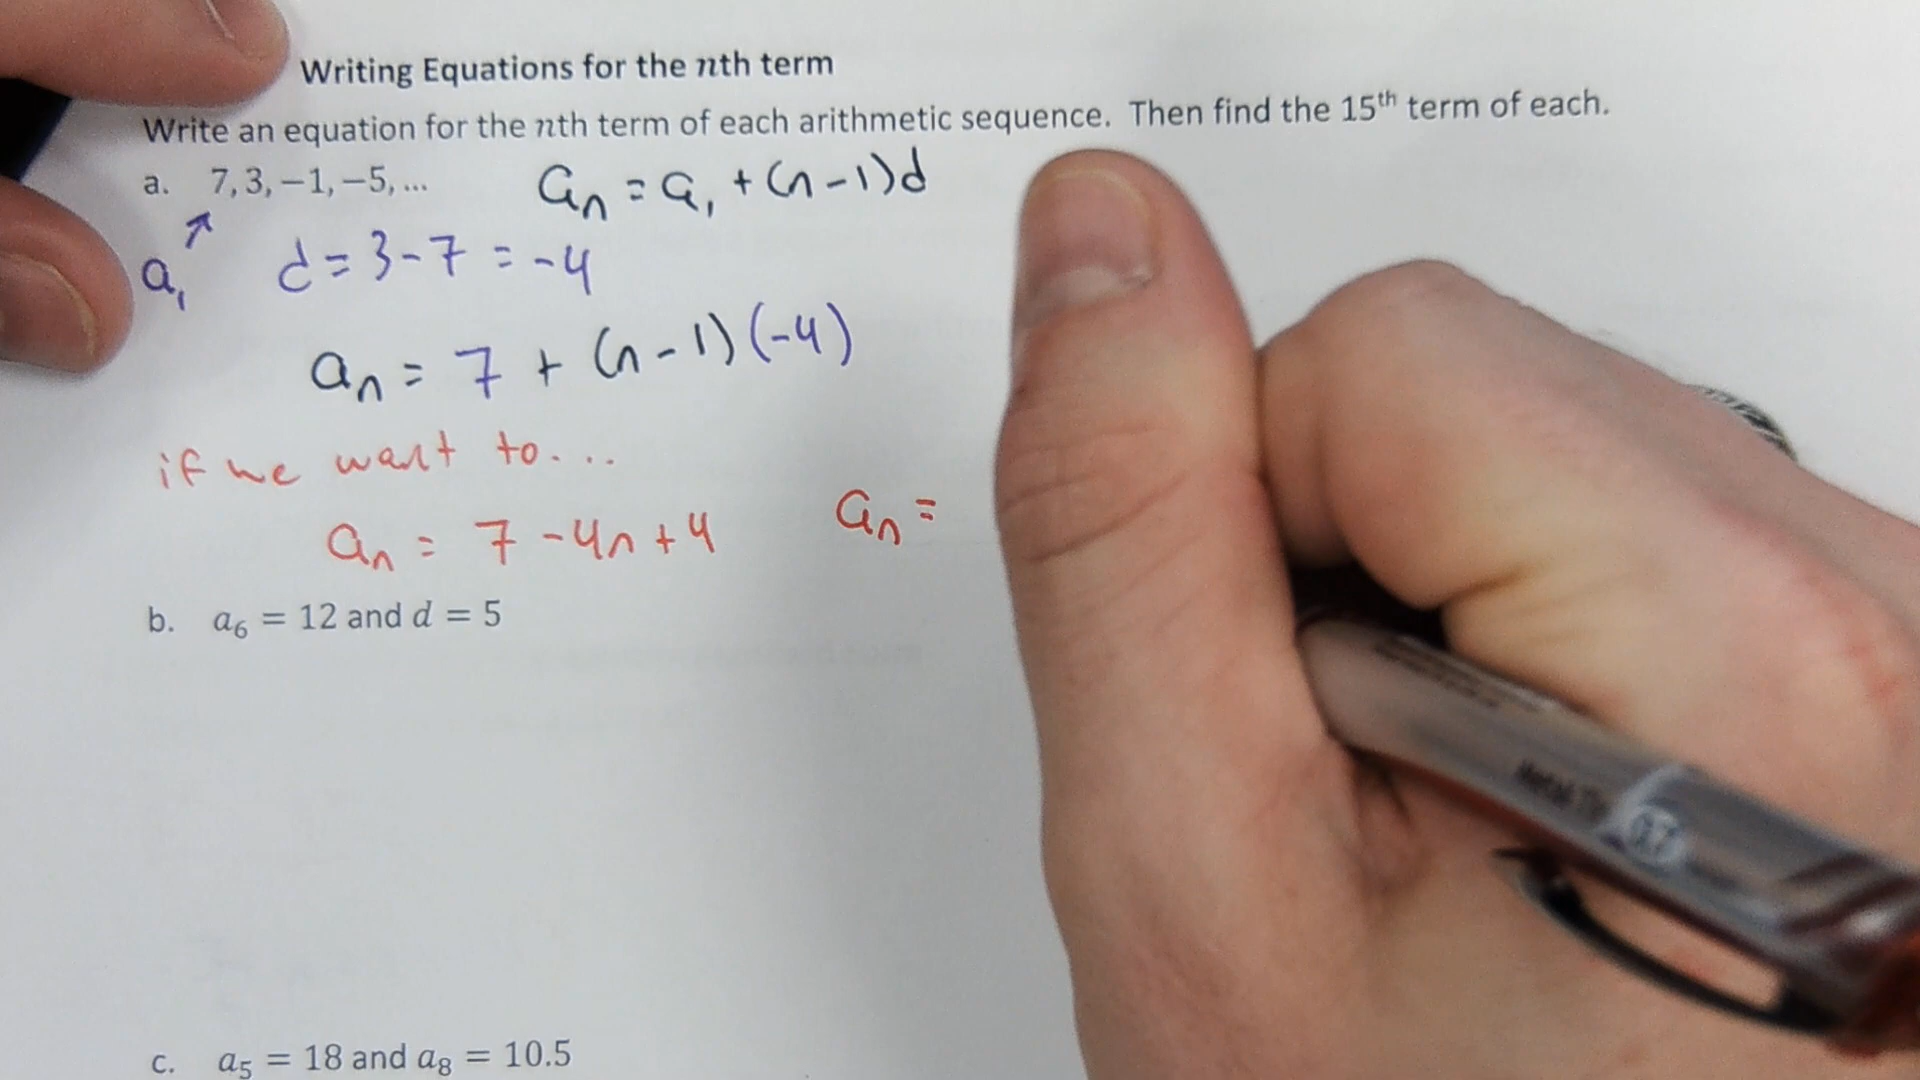 Writing Equations for the nth term
Write an equation for the nth term of each arithmetic sequence. Then find the 15th term of each.
a. 7, 3, −1, −5, ... aₙ = a₁ + (n − 1)d
a₁ d = 3 - 7 = -4
aₙ = 7 + (n - 1)(-4)
if we want to...
aₙ = 7 - 4n + 4 aₙ =
b. a₆ = 12 and d = 5
c. a₅ = 18 and a₈ = 10.5
0.7